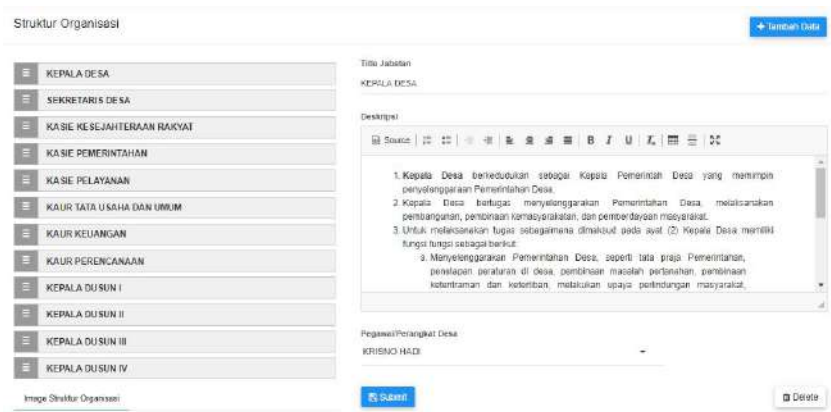 Struktur Organisasi
+ Tambah Data
KEPALA DESA
SEKRETARIS DESA
KASIE KESEJAHTERAAN RAKYAT
KASIE PEMERINTAHAN
KASIE PELAYANAN
KAUR TATA USAHA DAN UMUM
KAUR KEUANGAN
KAUR PERENCANAAN
KEPALA DUSUN I
KEPALA DUSUN II
KEPALA DUSUN III
KEPALA DUSUN IV
Image Struktur Organisasi
Title Jabatan
KEPALA DESA
Deskripsi
Source B I U
1. Kepala Desa berkedudukan sebagai Kepala Pemerintah Desa yang memimpin
penyelenggaraan Pemerintahan Desa.
2. Kepala Desa bertugas menyelenggarakan Pemerintahan Desa, melaksanakan
pembangunan, pembinaan kemasyarakatan, dan pemberdayaan masyarakat.
3. Untuk melaksanakan tugas sebagaimana dimaksud pada ayat (2) Kepala Desa memiliki
fungsi fungsi sebagai berikut
a. Menyelenggarakan Pemerintahan Desa, seperti tata praja Pemerintahan,
penetapan peraturan di desa, pembinaan masalah pertanahan, pembinaan
ketentraman dan ketertiban, melakukan upaya perlindungan masyarakat,
Pegawai/Perangkat Desa
KRISNO HADI
Submit
Delete